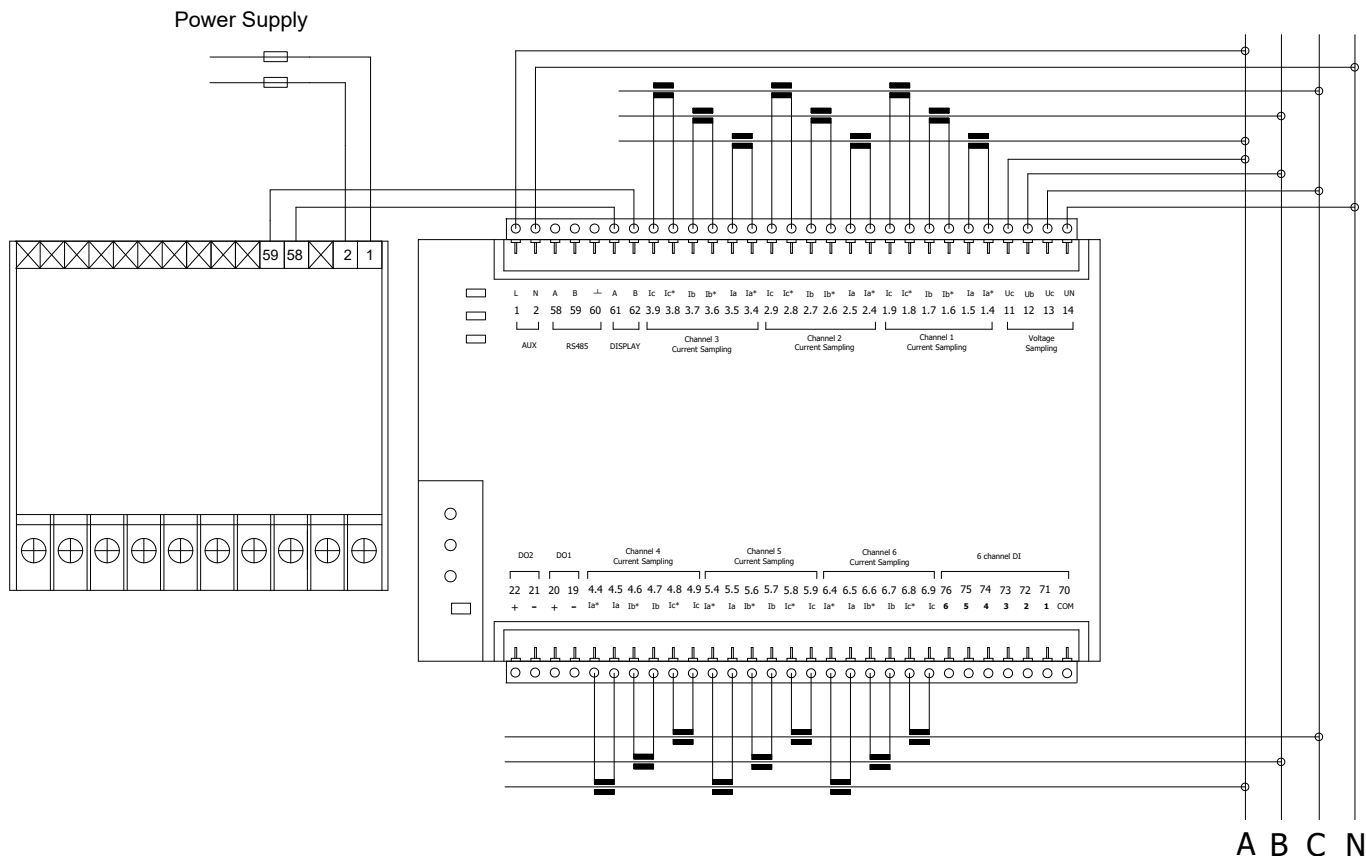 Power Supply
59 58 2 1
L N A B ⏊ A B Ic Ic* Ib Ib* Ia Ia* Ic Ic* Ib Ib* Ia Ia* Ic Ic* Ib Ib* Ia Ia* Uc Ub Uc UN
1 2 58 59 60 61 62 3.9 3.8 3.7 3.6 3.5 3.4 2.9 2.8 2.7 2.6 2.5 2.4 1.9 1.8 1.7 1.6 1.5 1.4 11 12 13 14
AUX RS485 DISPLAY
Channel 3
Current Sampling
Channel 2
Current Sampling
Channel 1
Current Sampling
Voltage
Sampling
DO2 DO1
Channel 4
Current Sampling
Channel 5
Current Sampling
Channel 6
Current Sampling
6 channel DI
22 21 20 19 4.4 4.5 4.6 4.7 4.8 4.9 5.4 5.5 5.6 5.7 5.8 5.9 6.4 6.5 6.6 6.7 6.8 6.9 76 75 74 73 72 71 70
+ - + - Ia* Ia Ib* Ib Ic* Ic Ia* Ia Ib* Ib Ic* Ic Ia* Ia Ib* Ib Ic* Ic 6 5 4 3 2 1 COM
A B C N